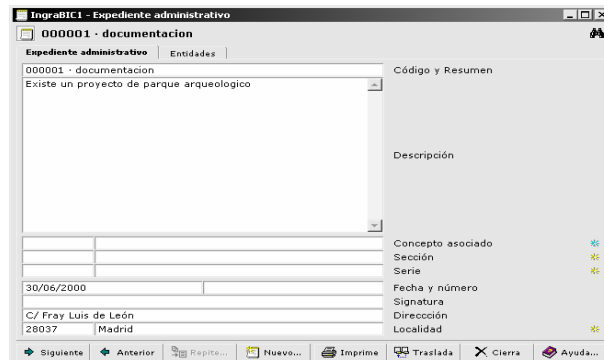 IngraBIC1 - Expediente administrativo
000001 · documentacion
Expediente administrativo Entidades
000001 · documentacion Código y Resumen
Existe un proyecto de parque arqueologico
Descripción
Concepto asociado
Sección
Serie
30/06/2000 Fecha y número
Signatura
C/ Fray Luis de León Direccción
28037 Madrid Localidad
Siguiente Anterior Repite... Nuevo... Imprime Traslada Cierra Ayuda...